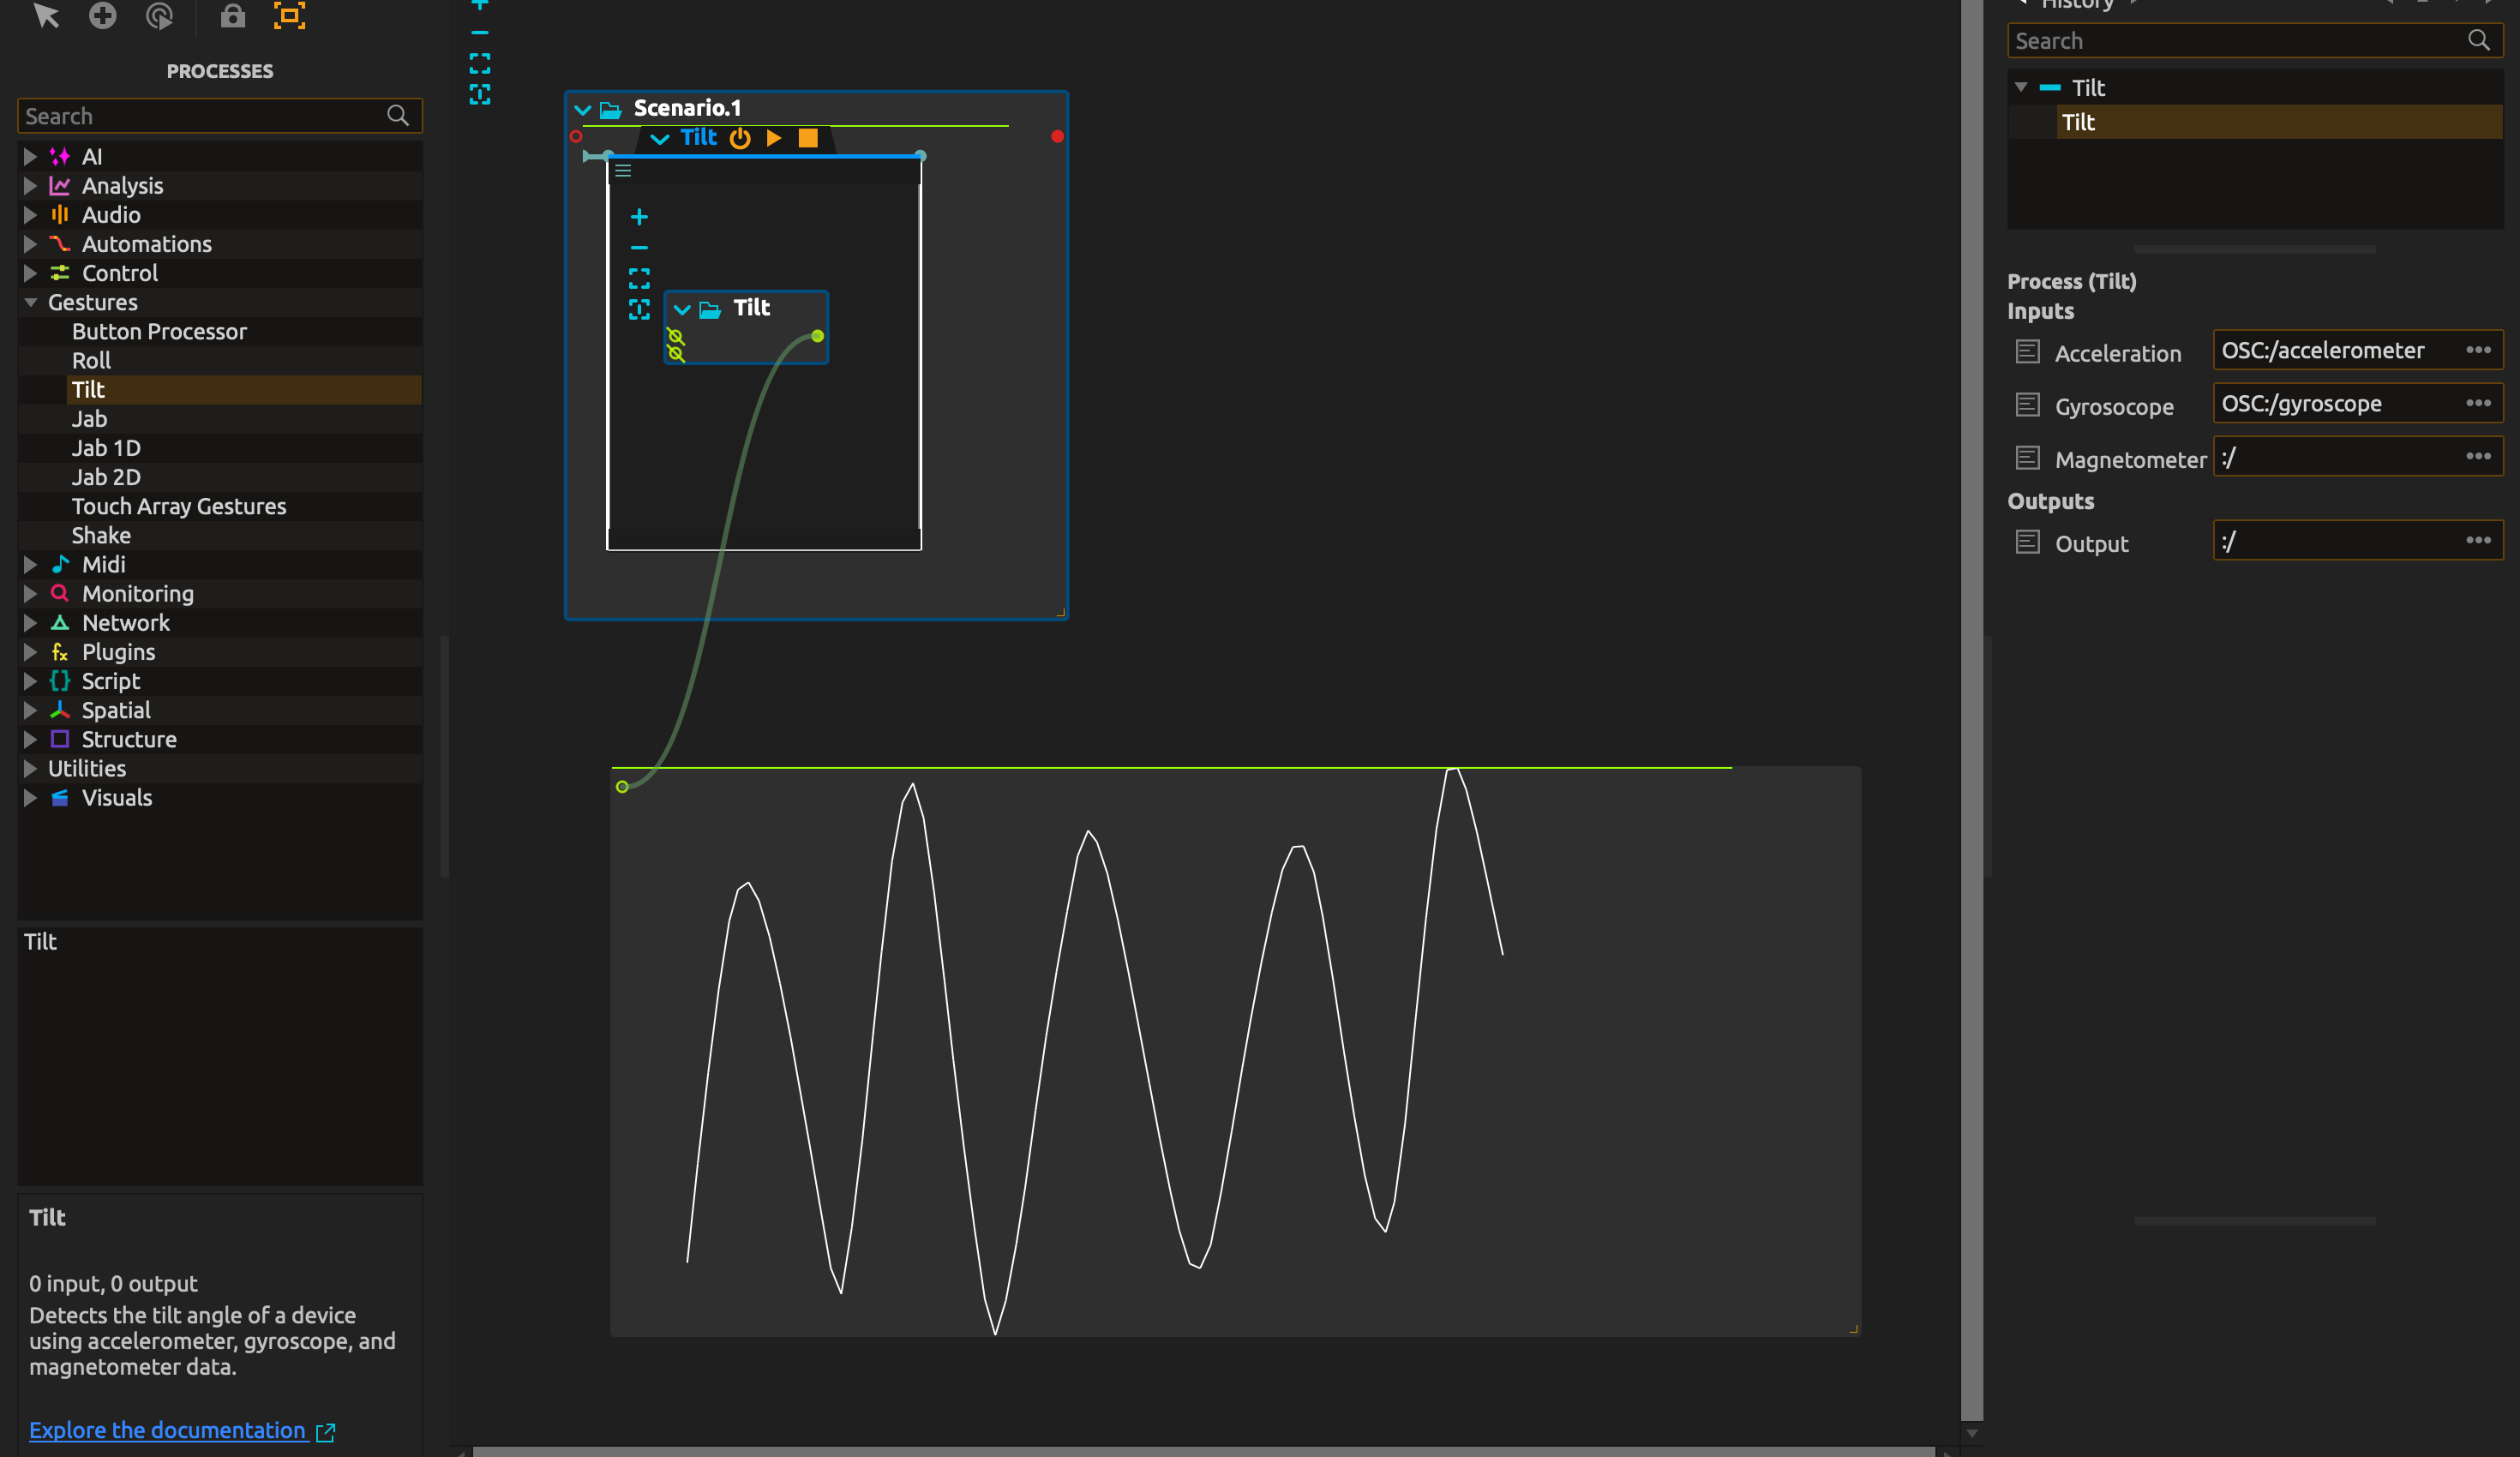 PROCESSES
Search
AI
Analysis
Audio
Automations
Control
Gestures
Button Processor
Roll
Tilt
Jab
Jab 1D
Jab 2D
Touch Array Gestures
Shake
Midi
Monitoring
Network
Plugins
Script
Spatial
Structure
Utilities
Visuals
Tilt
Tilt
0 input, 0 output
Detects the tilt angle of a device
using accelerometer, gyroscope, and
magnetometer data.
Explore the documentation
Scenario.1
Tilt
Tilt
History
Search
Tilt
Tilt
Process (Tilt)
Inputs
Acceleration OSC:/accelerometer
Gyrosocope OSC:/gyroscope
Magnetometer :/
Outputs
Output :/